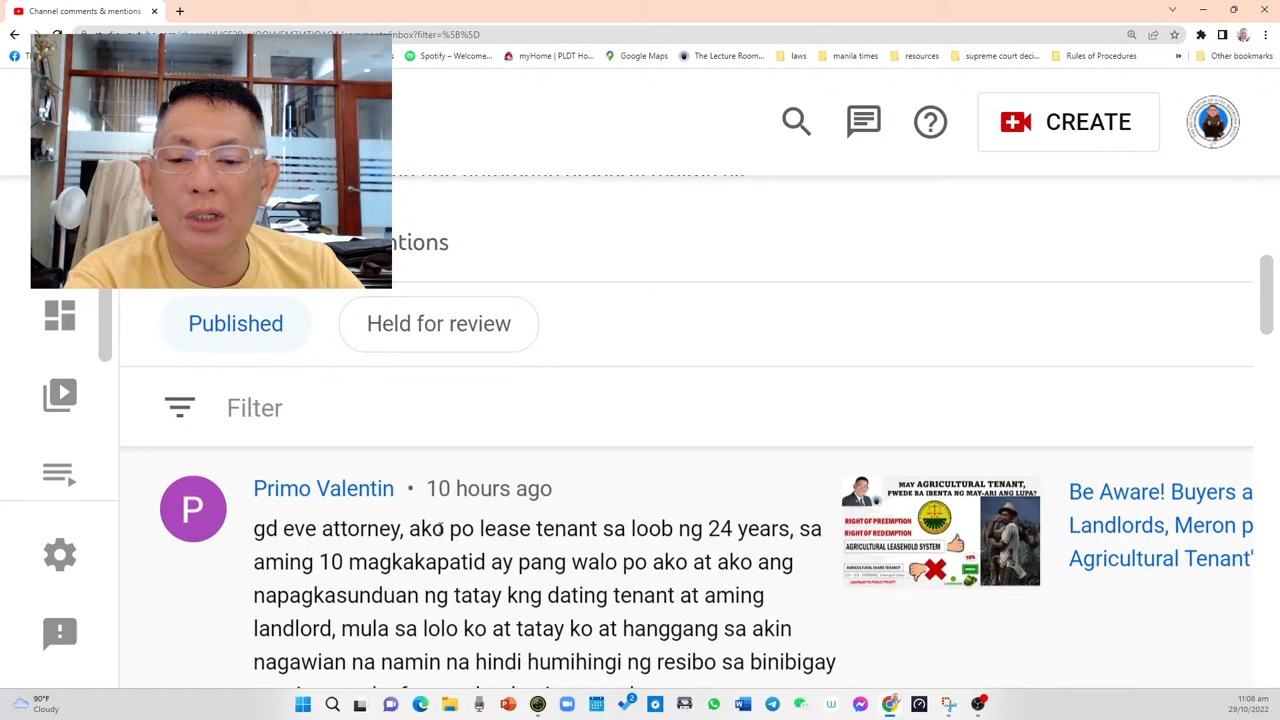 Channel comments & mentions
Spotify – Welcome...
myHome | PLDT Ho...
Google Maps
The Lecture Room...
laws
manila times
resources
supreme court deci...
Rules of Procedures
»
Other bookmarks
CREATE
ntions
Published
Held for review
Filter
P
Primo Valentin • 10 hours ago
gd eve attorney, ako po lease tenant sa loob ng 24 years, sa
aming 10 magkakapatid ay pang walo po ako at ako ang
napagkasunduan ng tatay kng dating tenant at aming
landlord, mula sa lolo ko at tatay ko at hanggang sa akin
nagawian na namin na hindi humihingi ng resibo sa binibigay
MAY AGRICULTURAL TENANT,
PWEDE BA IBENTA NG MAY-ARI ANG LUPA?
RIGHT OF PREEMPTION
RIGHT OF REDEMPTION
AGRICULTURAL LEASEHOLD SYSTEM
Be Aware! Buyers a
Landlords, Meron p
Agricultural Tenant'
90°F
Cloudy
2
11:08 am
29/10/2022